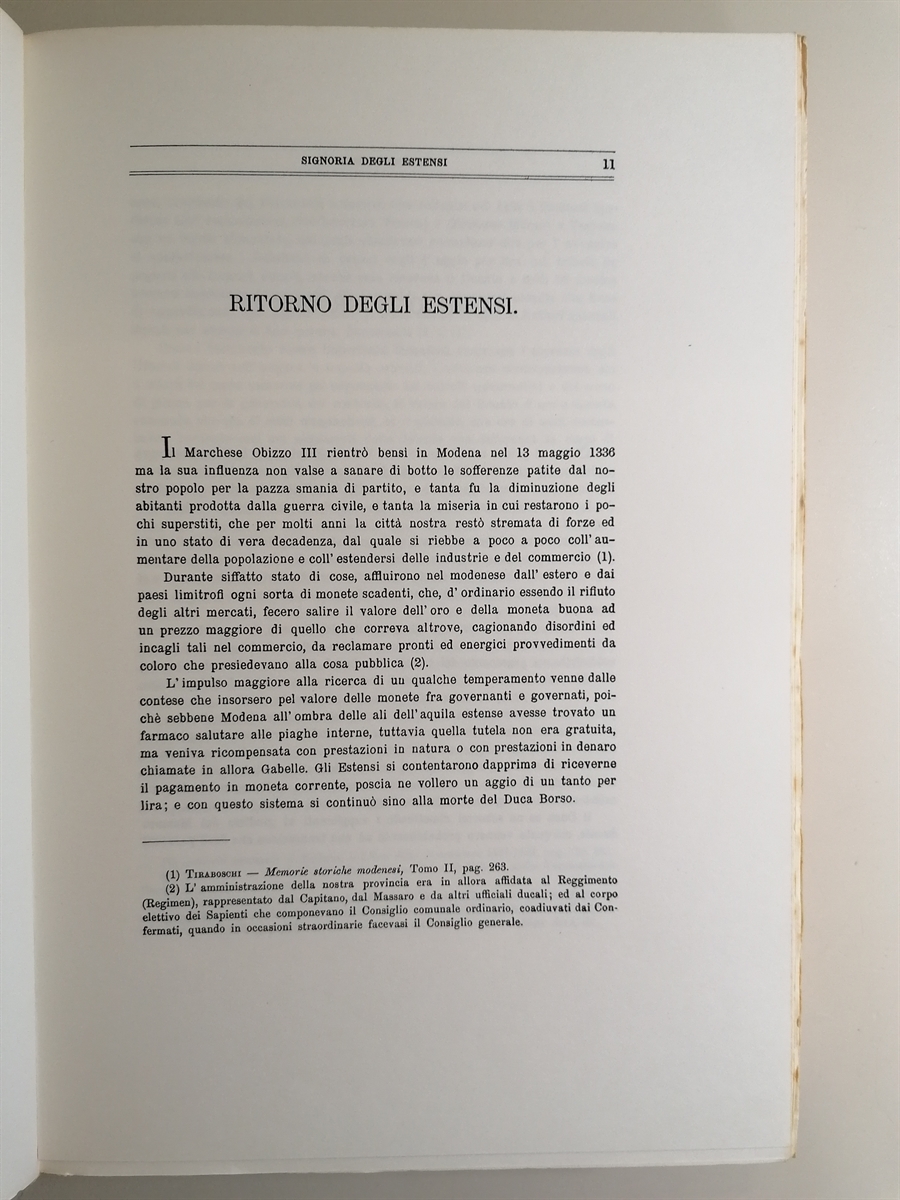 SIGNORIA DEGLI ESTENSI 11
RITORNO DEGLI ESTENSI.
Il Marchese Obizzo III rientrò bensì in Modena nel 13 maggio 1336
ma la sua influenza non valse a sanare di botto le sofferenze patite dal no-
stro popolo per la pazza smania di partito, e tanta fu la diminuzione degli
abitanti prodotta dalla guerra civile, e tanta la miseria in cui restarono i po-
chi superstiti, che per molti anni la città nostra restò stremata di forze ed
in uno stato di vera decadenza, dal quale si riebbe a poco a poco coll' au-
mentare della popolazione e coll' estendersi delle industrie e del commercio (1).
Durante siffatto stato di cose, affluirono nel modenese dall' estero e dai
paesi limitrofi ogni sorta di monete scadenti, che, d' ordinario essendo il rifiuto
degli altri mercati, fecero salire il valore dell' oro e della moneta buona ad
un prezzo maggiore di quello che correva altrove, cagionando disordini ed
incagli tali nel commercio, da reclamare pronti ed energici provvedimenti da
coloro che presiedevano alla cosa pubblica (2).
L' impulso maggiore alla ricerca di un qualche temperamento venne dalle
contese che insorsero pel valore delle monete fra governanti e governati, poi-
chè sebbene Modena all' ombra delle ali dell' aquila estense avesse trovato un
farmaco salutare alle piaghe interne, tuttavia quella tutela non era gratuita,
ma veniva ricompensata con prestazioni in natura o con prestazioni in denaro
chiamate in allora Gabelle. Gli Estensi si contentarono dapprima di riceverne
il pagamento in moneta corrente, poscia ne vollero un aggio di un tanto per
lira; e con questo sistema si continuò sino alla morte del Duca Borso.
(1) TIRABOSCHI — Memorie storiche modenesi, Tomo II, pag. 263.
(2) L' amministrazione della nostra provincia era in allora affidata al Reggimento
(Regimen), rappresentato dal Capitano, dal Massaro e da altri ufficiali ducali; ed al corpo
elettivo dei Sapienti che componevano il Consiglio comunale ordinario, coadiuvati dai Con-
fermati, quando in occasioni straordinarie facevasi il Consiglio generale.